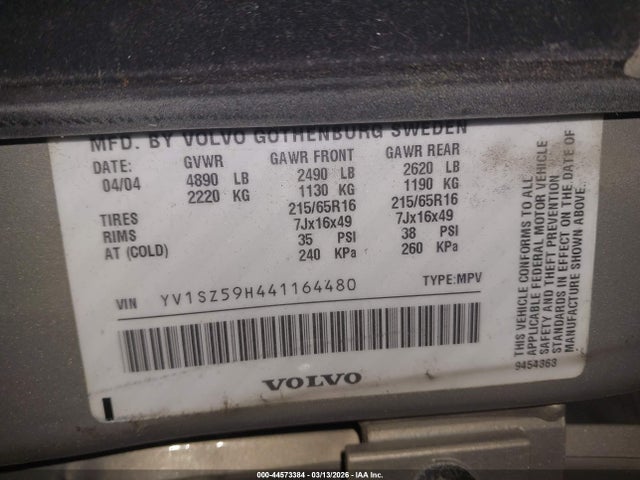 MFD. BY VOLVO GOTHENBURG SWEDEN
DATE: GVWR GAWR FRONT GAWR REAR
04/04 4890 LB 2490 LB 2620 LB
2220 KG 1130 KG 1190 KG
TIRES 215/65R16 215/65R16
RIMS 7Jx16x49 7Jx16x49
AT (COLD) 35 PSI 38 PSI
240 KPa 260 KPa
VIN YV1SZ59H441164480 TYPE:MPV
VOLVO
THIS VEHICLE CONFORMS TO ALL
APPLICABLE FEDERAL MOTOR VEHICLE
SAFETY AND THEFT PREVENTION
STANDARDS IN EFFECT ON THE DATE OF
MANUFACTURE SHOWN ABOVE.
9454363
000-44573384 | 03/13/2026 | © IAA Inc.